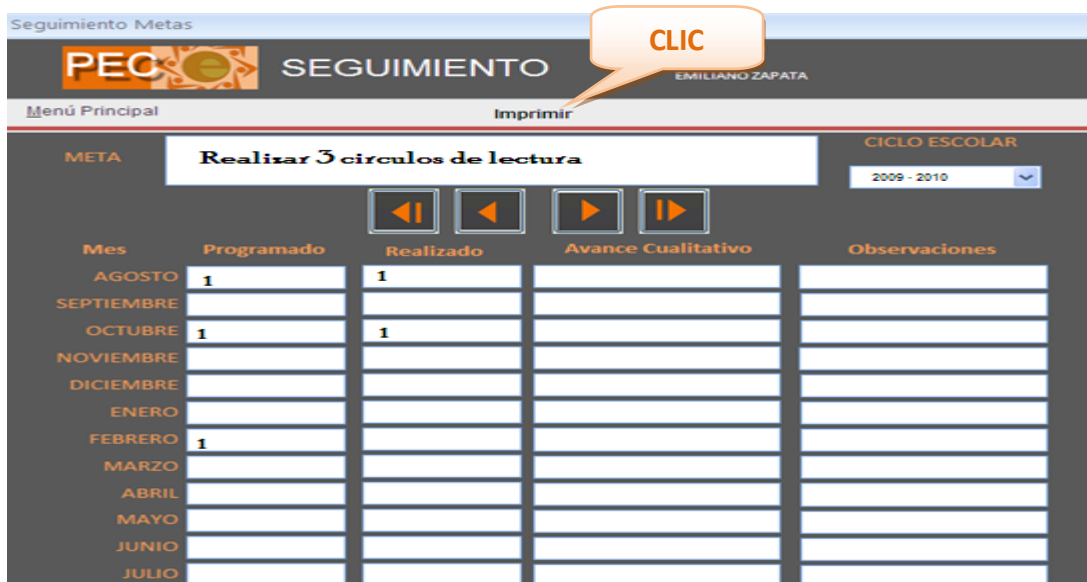 Seguimiento Metas
CLIC
PEC e SEGUIMIENTO
EMILIANO ZAPATA
Menú Principal Imprimir
META Realizar 3 circulos de lectura CICLO ESCOLAR
2009 - 2010
Mes Programado Realizado Avance Cualitativo Observaciones
AGOSTO 1 1
SEPTIEMBRE
OCTUBRE 1 1
NOVIEMBRE
DICIEMBRE
ENERO
FEBRERO 1
MARZO
ABRIL
MAYO
JUNIO
JULIO